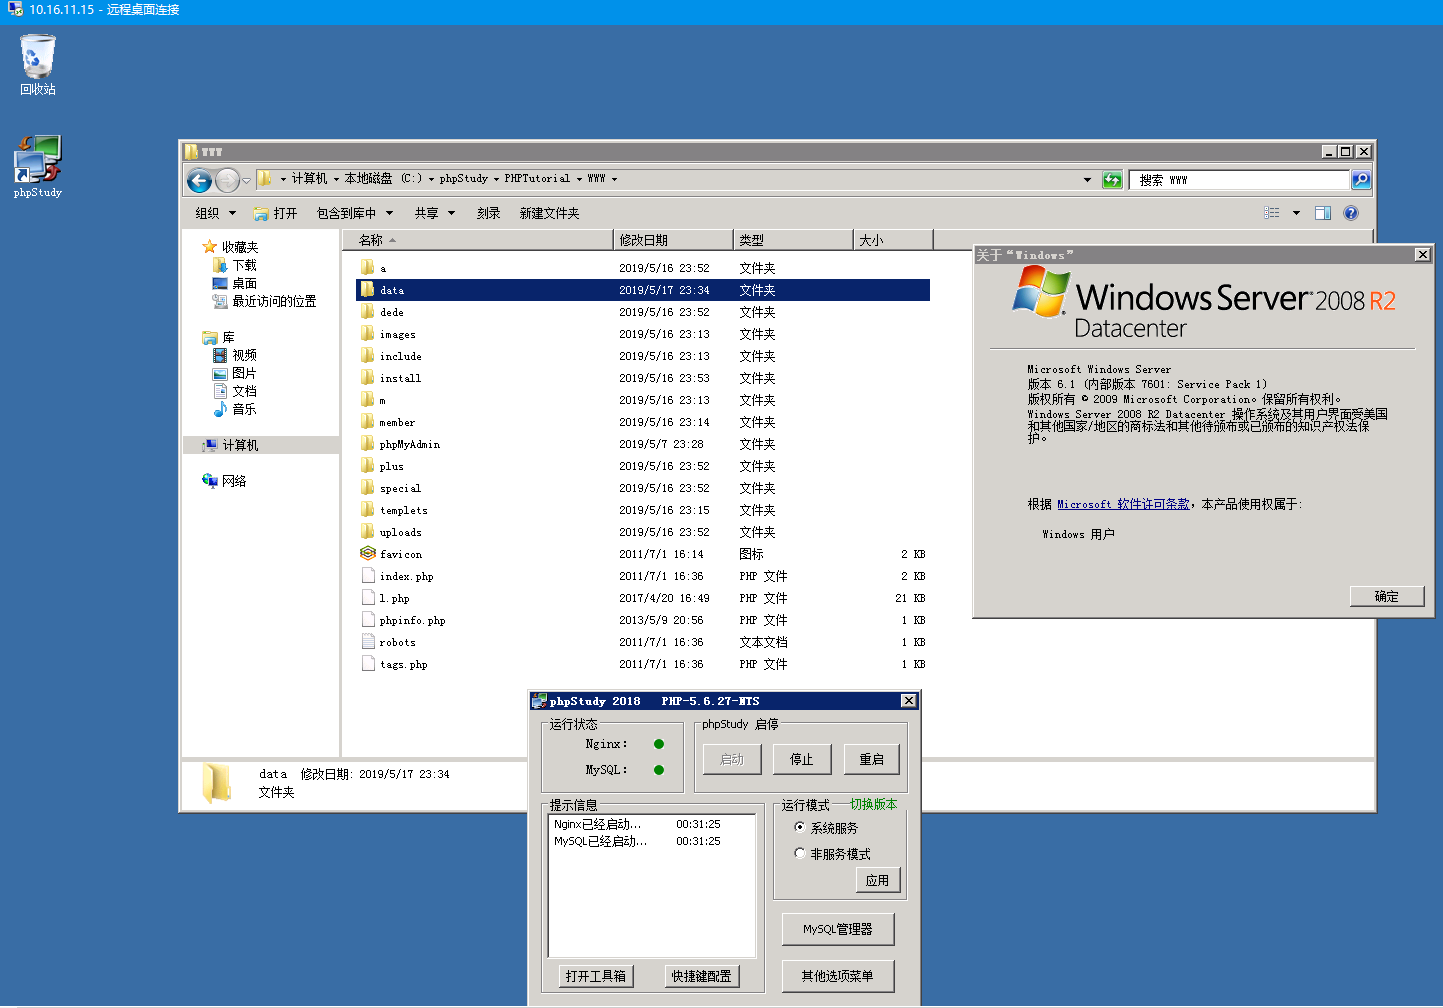 10.16.11.15 - 远程桌面连接
回收站
phpStudy
WWW
计算机 本地磁盘 (C:) phpStudy PHPTutorial WWW
搜索 WWW
组织 打开 包含到库中 共享 刻录 新建文件夹
收藏夹
下载
桌面
最近访问的位置
库
视频
图片
文档
音乐
计算机
网络
名称 修改日期 类型 大小
a 2019/5/16 23:52 文件夹
data 2019/5/17 23:34 文件夹
dede 2019/5/16 23:52 文件夹
images 2019/5/16 23:13 文件夹
include 2019/5/16 23:13 文件夹
install 2019/5/16 23:53 文件夹
m 2019/5/16 23:13 文件夹
member 2019/5/16 23:14 文件夹
phpMyAdmin 2019/5/7 23:28 文件夹
plus 2019/5/16 23:52 文件夹
special 2019/5/16 23:52 文件夹
templets 2019/5/16 23:15 文件夹
uploads 2019/5/16 23:52 文件夹
favicon 2011/7/1 16:14 图标 2 KB
index.php 2011/7/1 16:36 PHP 文件 2 KB
l.php 2017/4/20 16:49 PHP 文件 21 KB
phpinfo.php 2013/5/9 20:56 PHP 文件 1 KB
robots 2011/7/1 16:36 文本文档 1 KB
tags.php 2011/7/1 16:36 PHP 文件 1 KB
data 修改日期: 2019/5/17 23:34
文件夹
关于“Windows”
Windows Server 2008 R2
Datacenter
Microsoft Windows Server
版本 6.1 (内部版本 7601: Service Pack 1)
版权所有 © 2009 Microsoft Corporation。保留所有权利。
Windows Server 2008 R2 Datacenter 操作系统及其用户界面受美国
和其他国家/地区的商标法和其他待颁布或已颁布的知识产权法保
护。
根据 Microsoft 软件许可条款，本产品使用权属于:
Windows 用户
确定
phpStudy 2018 PHP-5.6.27-NTS
运行状态
Nginx:
MySQL:
phpStudy 启停
启动 停止 重启
提示信息
Nginx已经启动... 00:31:25
MySQL已经启动... 00:31:25
打开工具箱 快捷键配置
运行模式 切换版本
系统服务
非服务模式
应用
MySQL管理器
其他选项菜单